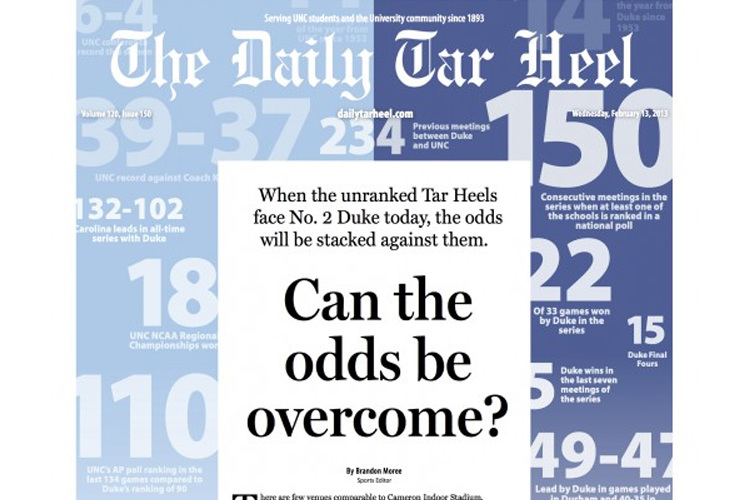 Serving UNC students and the University community since 1893
The Daily Tar Heel
Volume 120, Issue 150
dailytarheel.com
Wednesday, February 13, 2013
6-4
UNC conference
record
14
the year
Duke since
1953
39-37
UNC record against Coach K
234
Previous meetings
between Duke
and UNC
150
Consecutive meetings in the
series when at least one of
the schools is ranked in a
national poll
132-102
Carolina leads in all-time
series with Duke
18
UNC NCAA Regional
Championships won
110
UNC's AP poll ranking in the
last 134 games compared to
Duke's ranking of 90
When the unranked Tar Heels
face No. 2 Duke today, the odds
will be stacked against them.
Can the
odds be
overcome?
By Brandon Moree
Sports Editor
There are few venues comparable to Cameron Indoor Stadium.
22
Of 33 games won
by Duke in the
series
15
Duke Final
Fours
5
Duke wins in
the last seven
meetings of
the series
49-47
Lead by Duke in games played
in Durham and 40-35 in